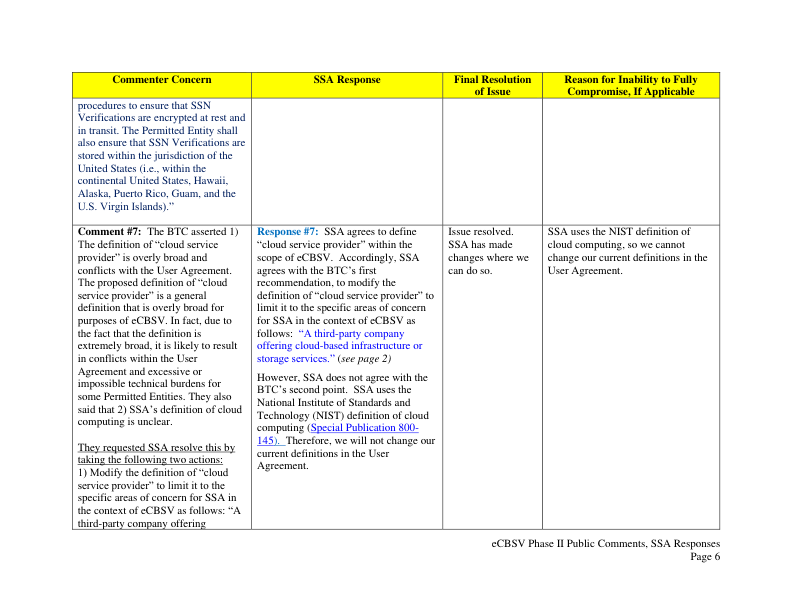 Commenter Concern
SSA Response
Final Resolution
of Issue
Reason for Inability to Fully
Compromise, If Applicable
procedures to ensure that SSN
Verifications are encrypted at rest and
in transit. The Permitted Entity shall
also ensure that SSN Verifications are
stored within the jurisdiction of the
United States (i.e., within the
continental United States, Hawaii,
Alaska, Puerto Rico, Guam, and the
U.S. Virgin Islands).”
Comment #7:  The BTC asserted 1)
The definition of “cloud service
provider” is overly broad and
conflicts with the User Agreement.
The proposed definition of “cloud
service provider” is a general
definition that is overly broad for
purposes of eCBSV. In fact, due to
the fact that the definition is
extremely broad, it is likely to result
in conflicts within the User
Agreement and excessive or
impossible technical burdens for
some Permitted Entities. They also
said that 2) SSA’s definition of cloud
computing is unclear.
They requested SSA resolve this by
taking the following two actions:
1) Modify the definition of “cloud
service provider” to limit it to the
specific areas of concern for SSA in
the context of eCBSV as follows: “A
third-party company offering
Response #7:  SSA agrees to define
“cloud service provider” within the
scope of eCBSV.  Accordingly, SSA
agrees with the BTC’s first
recommendation, to modify the
definition of “cloud service provider” to
limit it to the specific areas of concern
for SSA in the context of eCBSV as
follows:  “A third-party company
offering cloud-based infrastructure or
storage services.” (see page 2)
However, SSA does not agree with the
BTC’s second point.  SSA uses the
National Institute of Standards and
Technology (NIST) definition of cloud
computing (Special Publication 800-
145).  Therefore, we will not change our
current definitions in the User
Agreement.
Issue resolved.
SSA has made
changes where we
can do so.
SSA uses the NIST definition of
cloud computing, so we cannot
change our current definitions in the
User Agreement.
eCBSV Phase II Public Comments, SSA Responses
Page 6